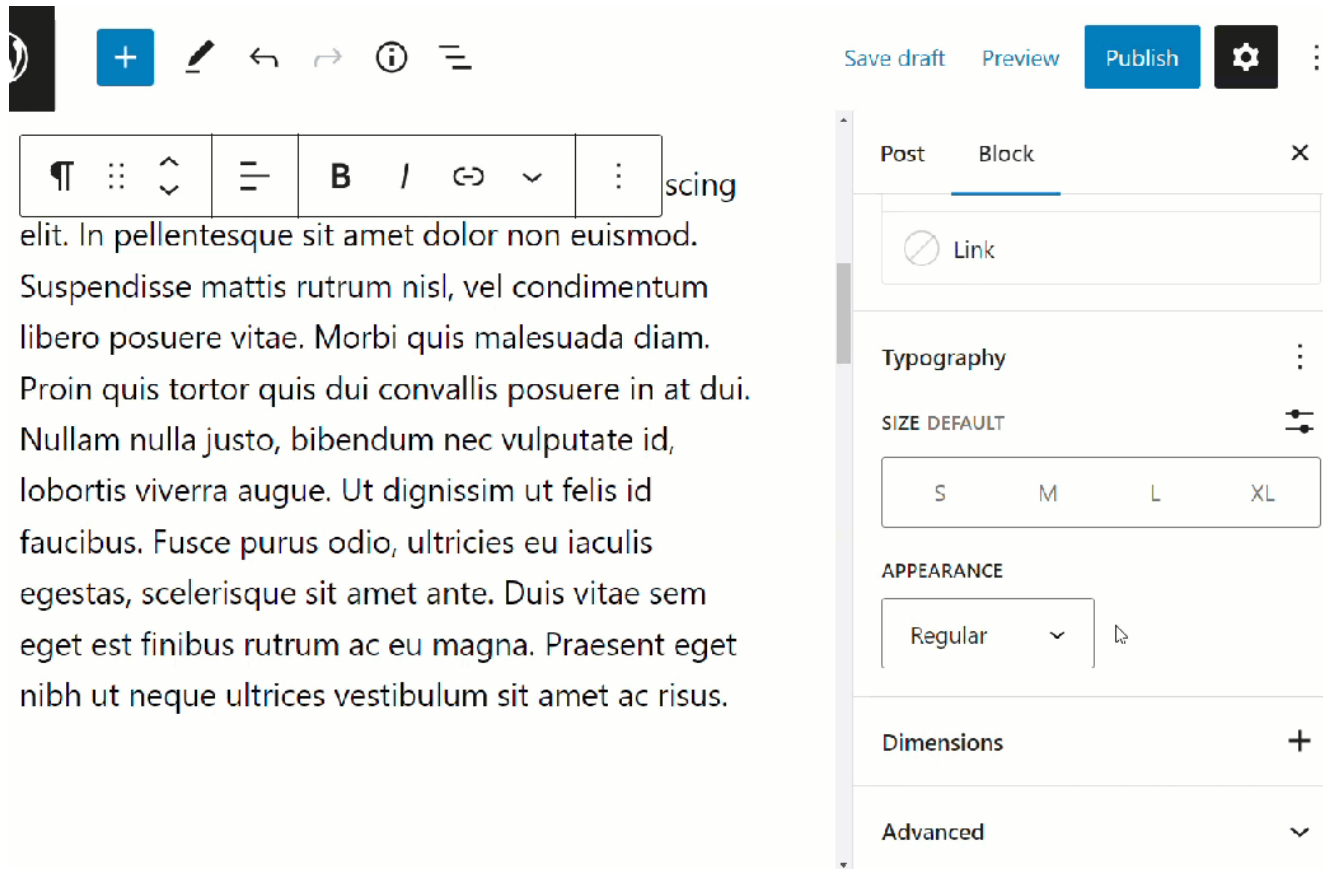 Save draft
Preview
Publish
B I
scing
elit. In pellentesque sit amet dolor non euismod.
Suspendisse mattis rutrum nisl, vel condimentum
libero posuere vitae. Morbi quis malesuada diam.
Proin quis tortor quis dui convallis posuere in at dui.
Nullam nulla justo, bibendum nec vulputate id,
lobortis viverra augue. Ut dignissim ut felis id
faucibus. Fusce purus odio, ultricies eu iaculis
egestas, scelerisque sit amet ante. Duis vitae sem
eget est finibus rutrum ac eu magna. Praesent eget
nibh ut neque ultrices vestibulum sit amet ac risus.
Post
Block
Link
Typography
SIZE DEFAULT
S M L XL
APPEARANCE
Regular
Dimensions
Advanced